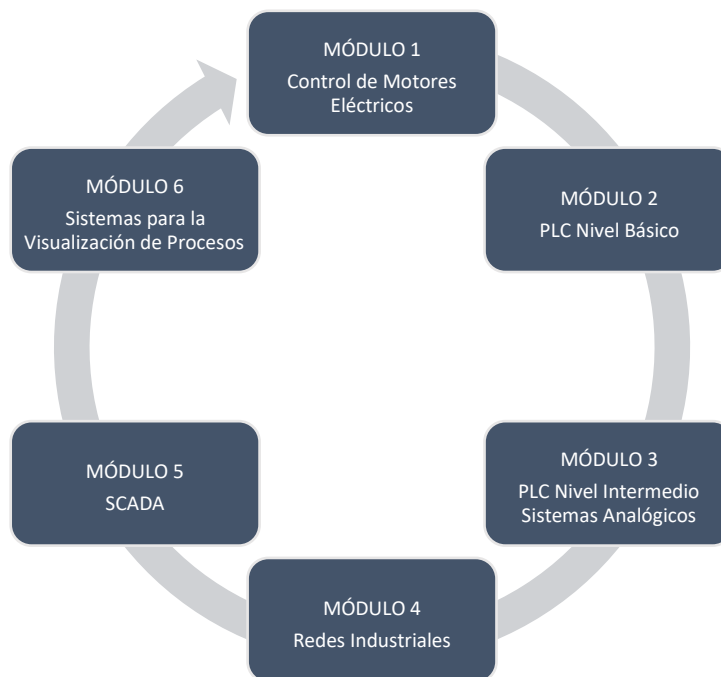 MÓDULO 1
Control de Motores
Eléctricos
MÓDULO 2
PLC Nivel Básico
MÓDULO 3
PLC Nivel Intermedio
Sistemas Analógicos
MÓDULO 4
Redes Industriales
MÓDULO 5
SCADA
MÓDULO 6
Sistemas para la
Visualización de Procesos